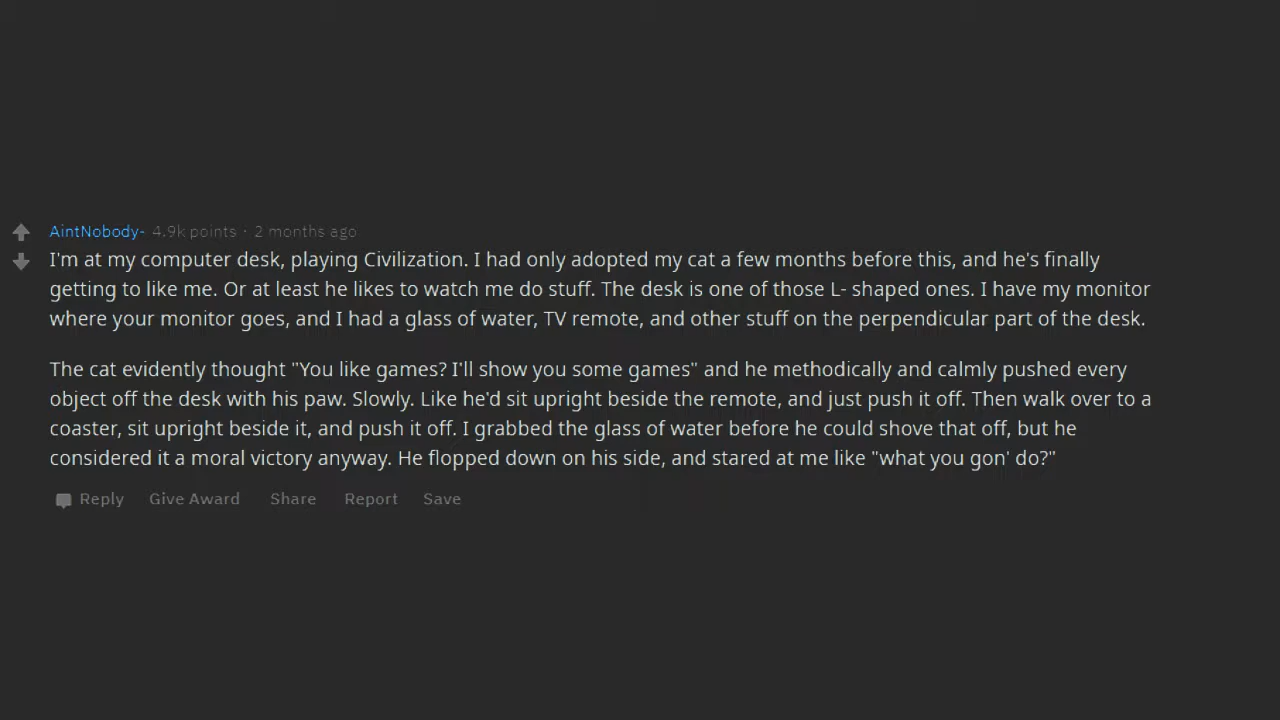 AintNobody- 4.9k points · 2 months ago
I'm at my computer desk, playing Civilization. I had only adopted my cat a few months before this, and he's finally
getting to like me. Or at least he likes to watch me do stuff. The desk is one of those L- shaped ones. I have my monitor
where your monitor goes, and I had a glass of water, TV remote, and other stuff on the perpendicular part of the desk.
The cat evidently thought "You like games? I'll show you some games" and he methodically and calmly pushed every
object off the desk with his paw. Slowly. Like he'd sit upright beside the remote, and just push it off. Then walk over to a
coaster, sit upright beside it, and push it off. I grabbed the glass of water before he could shove that off, but he
considered it a moral victory anyway. He flopped down on his side, and stared at me like "what you gon' do?"
Reply Give Award Share Report Save